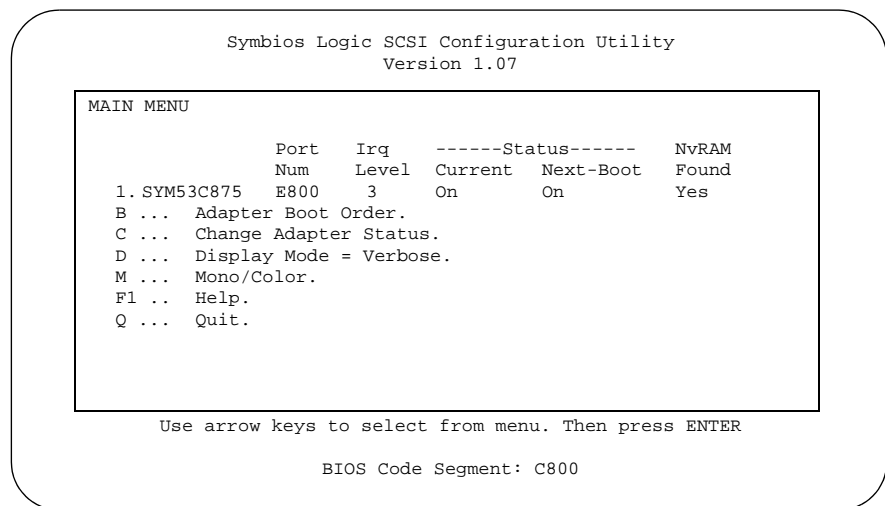 Symbios Logic SCSI Configuration Utility
Version 1.07
MAIN MENU
Port Irq ------Status------ NvRAM
Num Level Current Next-Boot Found
1. SYM53C875 E800 3 On On Yes
B ... Adapter Boot Order.
C ... Change Adapter Status.
D ... Display Mode = Verbose.
M ... Mono/Color.
F1 .. Help.
Q ... Quit.
Use arrow keys to select from menu. Then press ENTER
BIOS Code Segment: C800